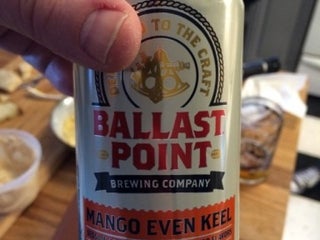 TO THE CRAFT
BALLAST
POINT
BREWING COMPANY
MANGO EVEN KEEL